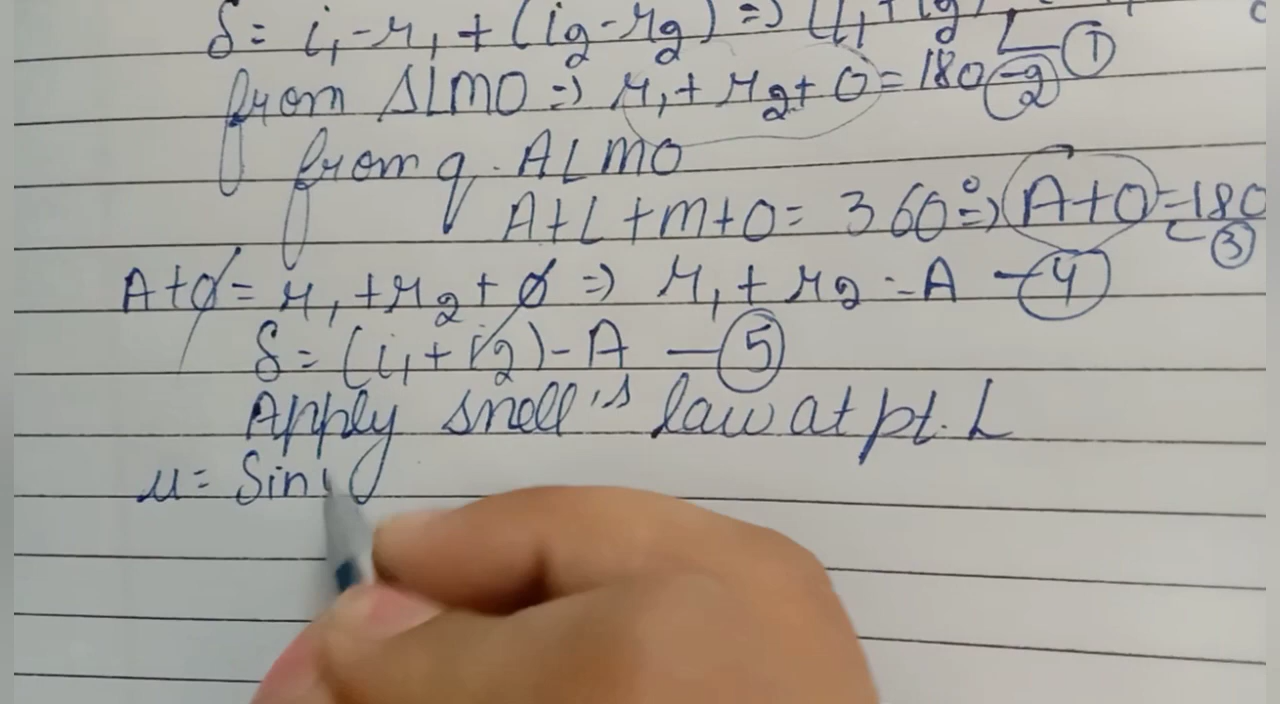 δ = i₁ - r₁ + (i₂ - r₂) ⇒ (i₁ + i₂) ①
from ΔLMO ⇒ r₁ + r₂ + O = 180 - ②
from q. ALMO
A + L + M + O = 360° ⇒ A + O = 180 - ③
A + O = r₁ + r₂ + O ⇒ r₁ + r₂ = A - ④
δ = (i₁ + i₂) - A - ⑤
Apply snell's law at pt. L
μ = Sin i